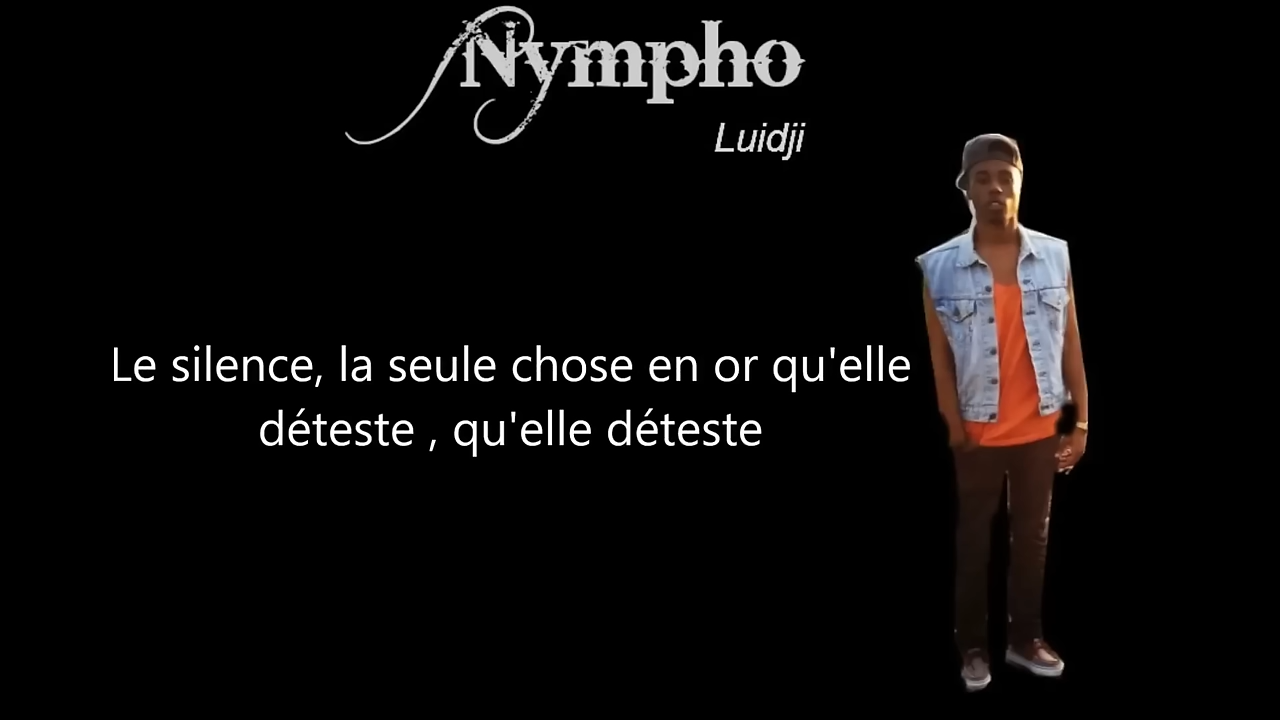 Nympho
Luidji
Le silence, la seule chose en or qu'elle
déteste , qu'elle déteste